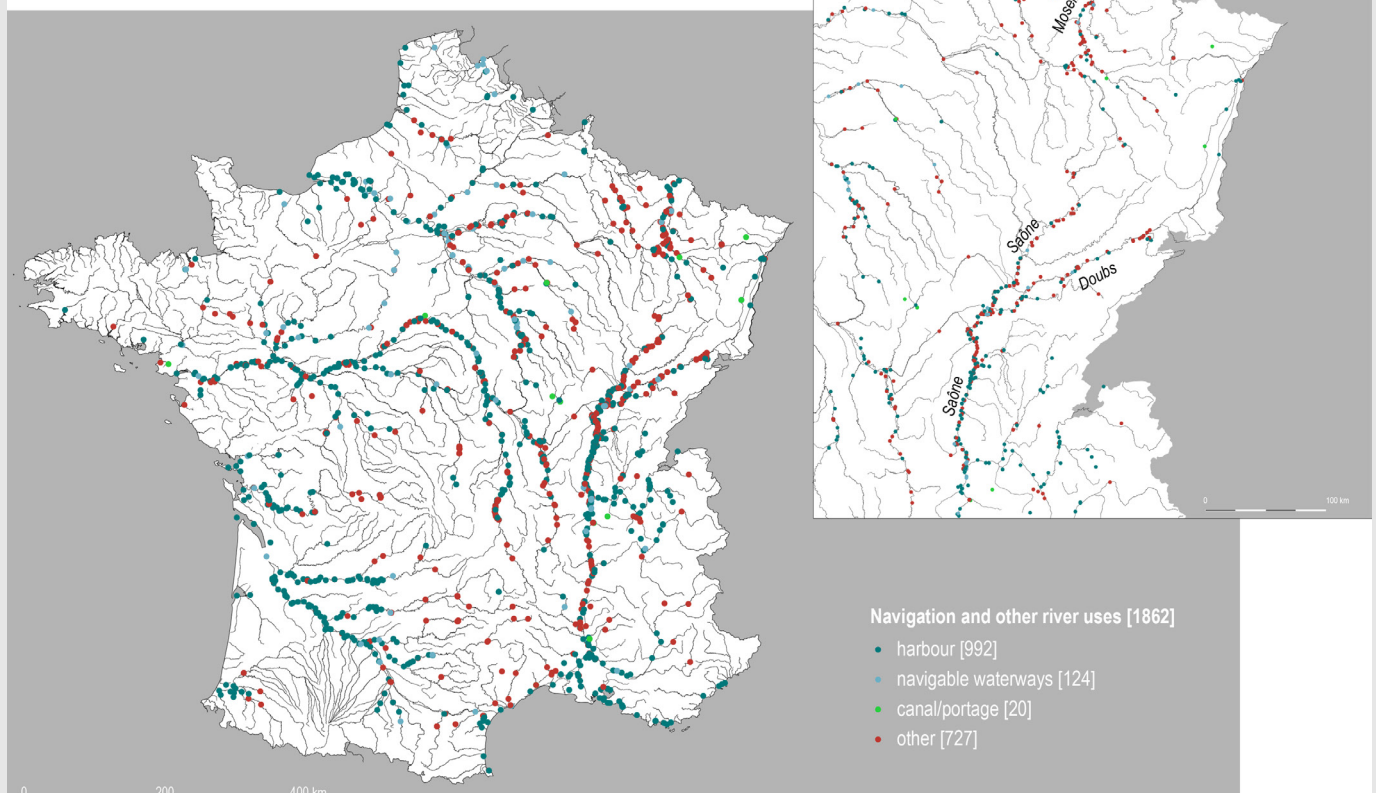 Mosel
Saône
Doubs
Saône
0 100 km
Navigation and other river uses [1862]
harbour [992]
navigable waterways [124]
canal/portage [20]
other [727]
0 200 400 km